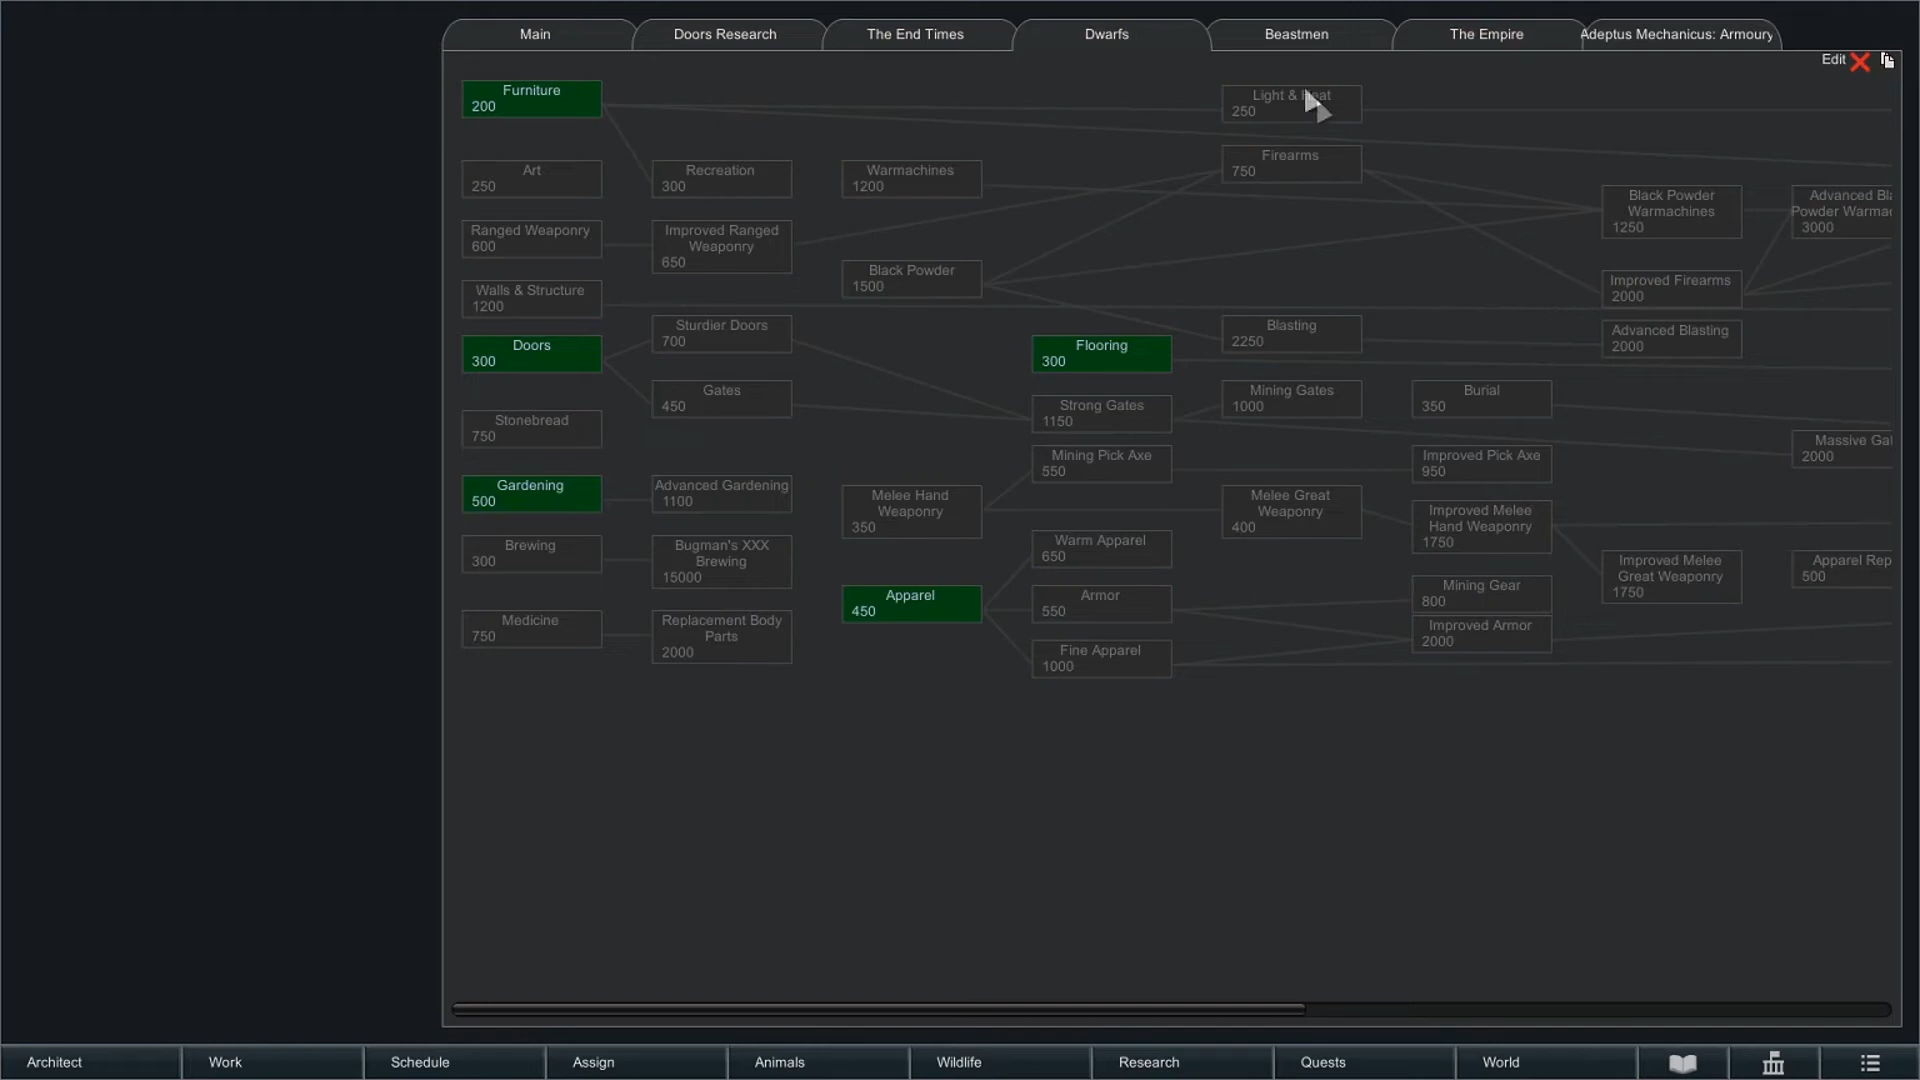 Main
Doors Research
The End Times
Dwarfs
Beastmen
The Empire
Adeptus Mechanicus: Armoury
Edit
Furniture
200
Light & Heat
250
Firearms
750
Art
250
Recreation
300
Warmachines
1200
Black Powder
Warmachines
1250
Advanced Bla
Powder Warmac
3000
Ranged Weaponry
600
Improved Ranged
Weaponry
650
Black Powder
1500
Improved Firearms
2000
Walls & Structure
1200
Sturdier Doors
700
Blasting
2250
Advanced Blasting
2000
Doors
300
Flooring
300
Gates
450
Mining Gates
1000
Burial
350
Strong Gates
1150
Stonebread
750
Massive Gat
2000
Mining Pick Axe
550
Improved Pick Axe
950
Gardening
500
Advanced Gardening
1100
Melee Hand
Weaponry
350
Melee Great
Weaponry
400
Improved Melee
Hand Weaponry
1750
Brewing
300
Bugman's XXX
Brewing
15000
Warm Apparel
650
Improved Melee
Great Weaponry
1750
Apparel Rep
500
Apparel
450
Armor
550
Mining Gear
800
Medicine
750
Replacement Body
Parts
2000
Improved Armor
2000
Fine Apparel
1000
Architect
Work
Schedule
Assign
Animals
Wildlife
Research
Quests
World